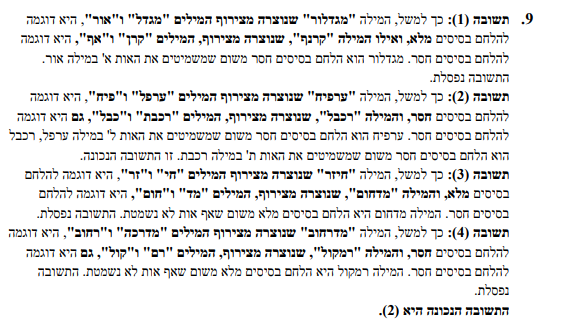 9. תשובה (1): כך למשל, המילה "מגדלור" שנוצרה מצירוף המילים "מגדל" ו"אור", היא דוגמה
להלחם בסיסים מלא, ואילו המילה "קרנף", שנוצרה מצירוף, המילים "קרן" ו"אף", היא דוגמה
להלחם בסיסים חסר. מגדלור הוא הלחם בסיסים חסר משום שמשמיטים את האות א' במילה אור.
התשובה נפסלת.
תשובה (2): כך למשל, המילה "ערפיח" שנוצרה מצירוף המילים "ערפל" ו"פיח", היא דוגמה
להלחם בסיסים חסר, והמילה "רכבל", שנוצרה מצירוף, המילים "רכבת" ו"כבל", גם היא דוגמה
להלחם בסיסים חסר. ערפיח הוא הלחם בסיסים חסר משום שמשמיטים את האות ל' במילה ערפל, רכבל
הוא הלחם בסיסים חסר משום שמשמיטים את האות ת' במילה רכבת. זו התשובה הנכונה.
תשובה (3): כך למשל, המילה "חיזר" שנוצרה מצירוף המילים "חי" ו"זר", היא דוגמה להלחם
בסיסים מלא, והמילה "מדחום", שנוצרה מצירוף, המילים "מד" ו"חום", היא דוגמה להלחם
בסיסים חסר. המילה מדחום היא הלחם בסיסים מלא משום שאף אות לא נשמטת. התשובה נפסלת.
תשובה (4): כך למשל, המילה "מדרחוב" שנוצרה מצירוף המילים "מדרכה" ו"רחוב", היא דוגמה
להלחם בסיסים חסר, והמילה "רמקול", שנוצרה מצירוף, המילים "רם" ו"קול", גם היא דוגמה
להלחם בסיסים חסר. המילה רמקול היא הלחם בסיסים מלא משום שאף אות לא נשמטת. התשובה
נפסלת.
התשובה הנכונה היא (2).